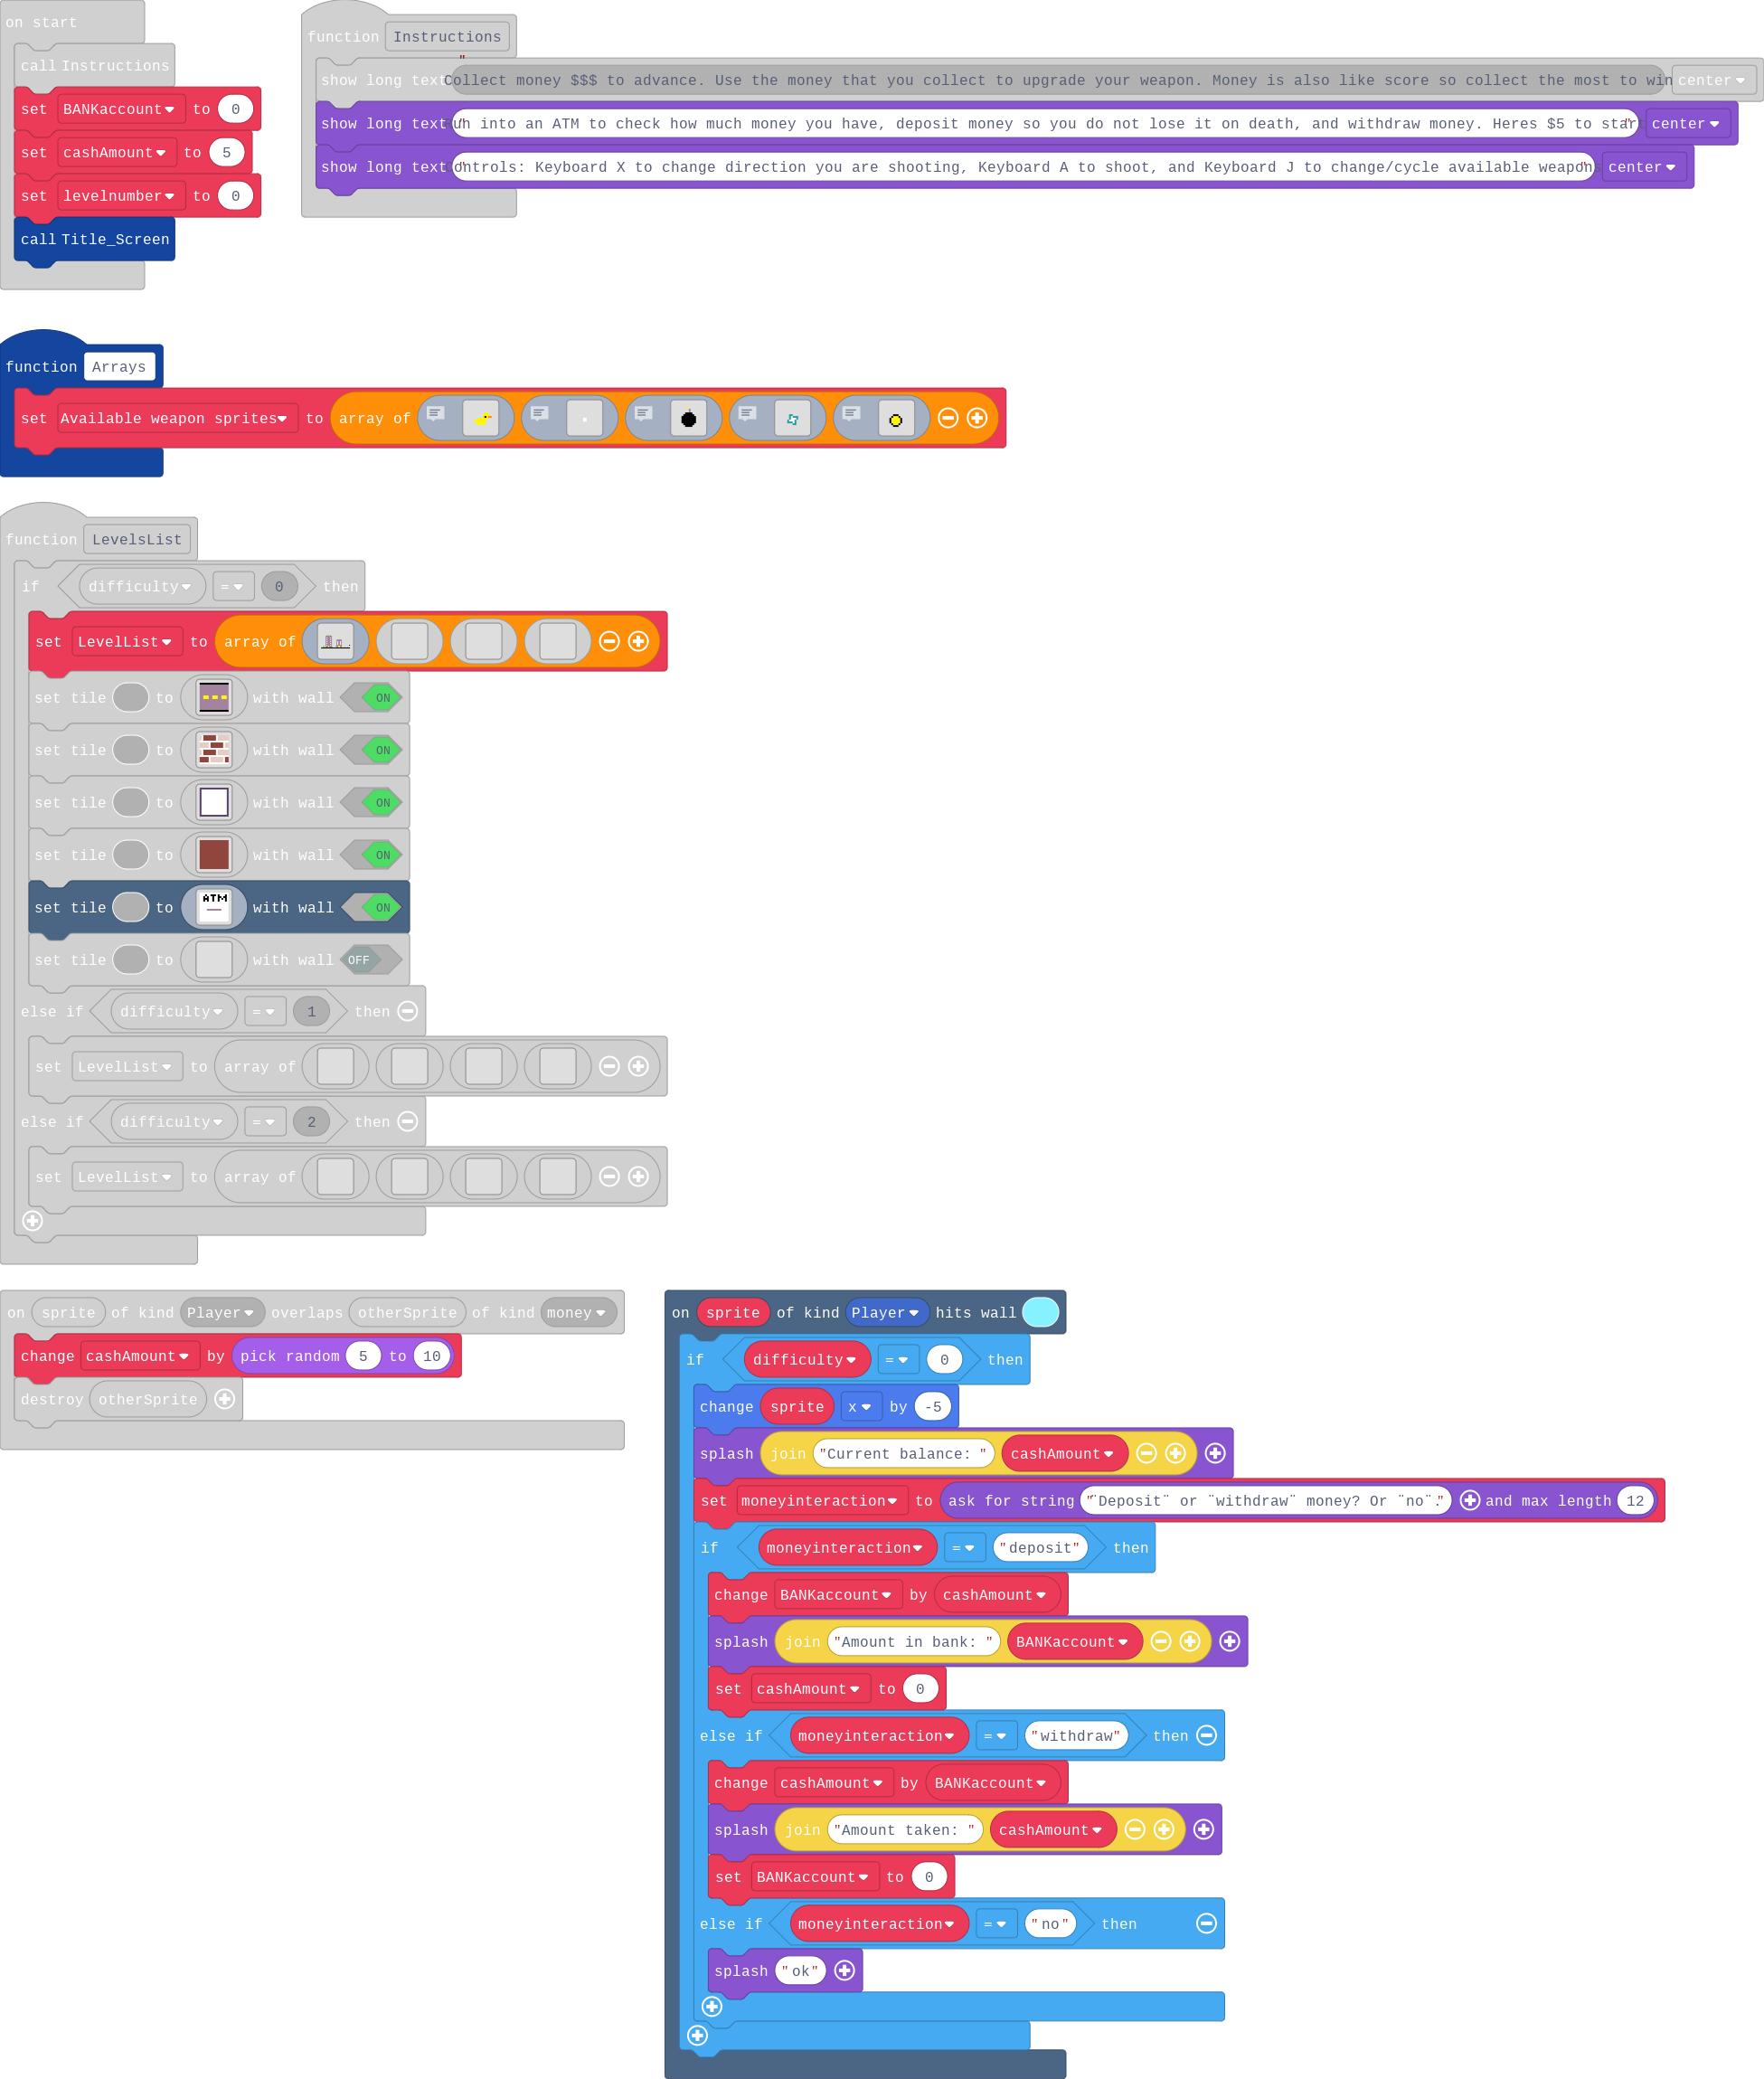 on start
call Instructions
set BANKaccount to 0
set cashAmount to 5
set levelnumber to 0
call Title_Screen
function Instructions
show long text "Collect money $$$ to advance. Use the money that you collect to upgrade your weapon. Money is also like score so collect the most to win center
show long text "un into an ATM to check how much money you have, deposit money so you do not lose it on death, and withdraw money. Heres $5 to start" center
show long text "ontrols: Keyboard X to change direction you are shooting, Keyboard A to shoot, and Keyboard J to change/cycle available weapons" center
function Arrays
set Available weapon sprites to array of
function LevelsList
if difficulty = 0 then
set LevelList to array of
set tile to with wall ON
set tile to with wall ON
set tile to with wall ON
set tile to with wall ON
set tile to ATM with wall ON
set tile to with wall OFF
else if difficulty = 1 then
set LevelList to array of
else if difficulty = 2 then
set LevelList to array of
on sprite of kind Player overlaps otherSprite of kind money
change cashAmount by pick random 5 to 10
destroy otherSprite
on sprite of kind Player hits wall
if difficulty = 0 then
change sprite x by -5
splash join "Current balance: " cashAmount
set moneyinteraction to ask for string "¨Deposit¨ or ¨withdraw¨ money? Or ¨no¨." and max length 12
if moneyinteraction = "deposit" then
change BANKaccount by cashAmount
splash join "Amount in bank: " BANKaccount
set cashAmount to 0
else if moneyinteraction = "withdraw" then
change cashAmount by BANKaccount
splash join "Amount taken: " cashAmount
set BANKaccount to 0
else if moneyinteraction = "no" then
splash "ok"